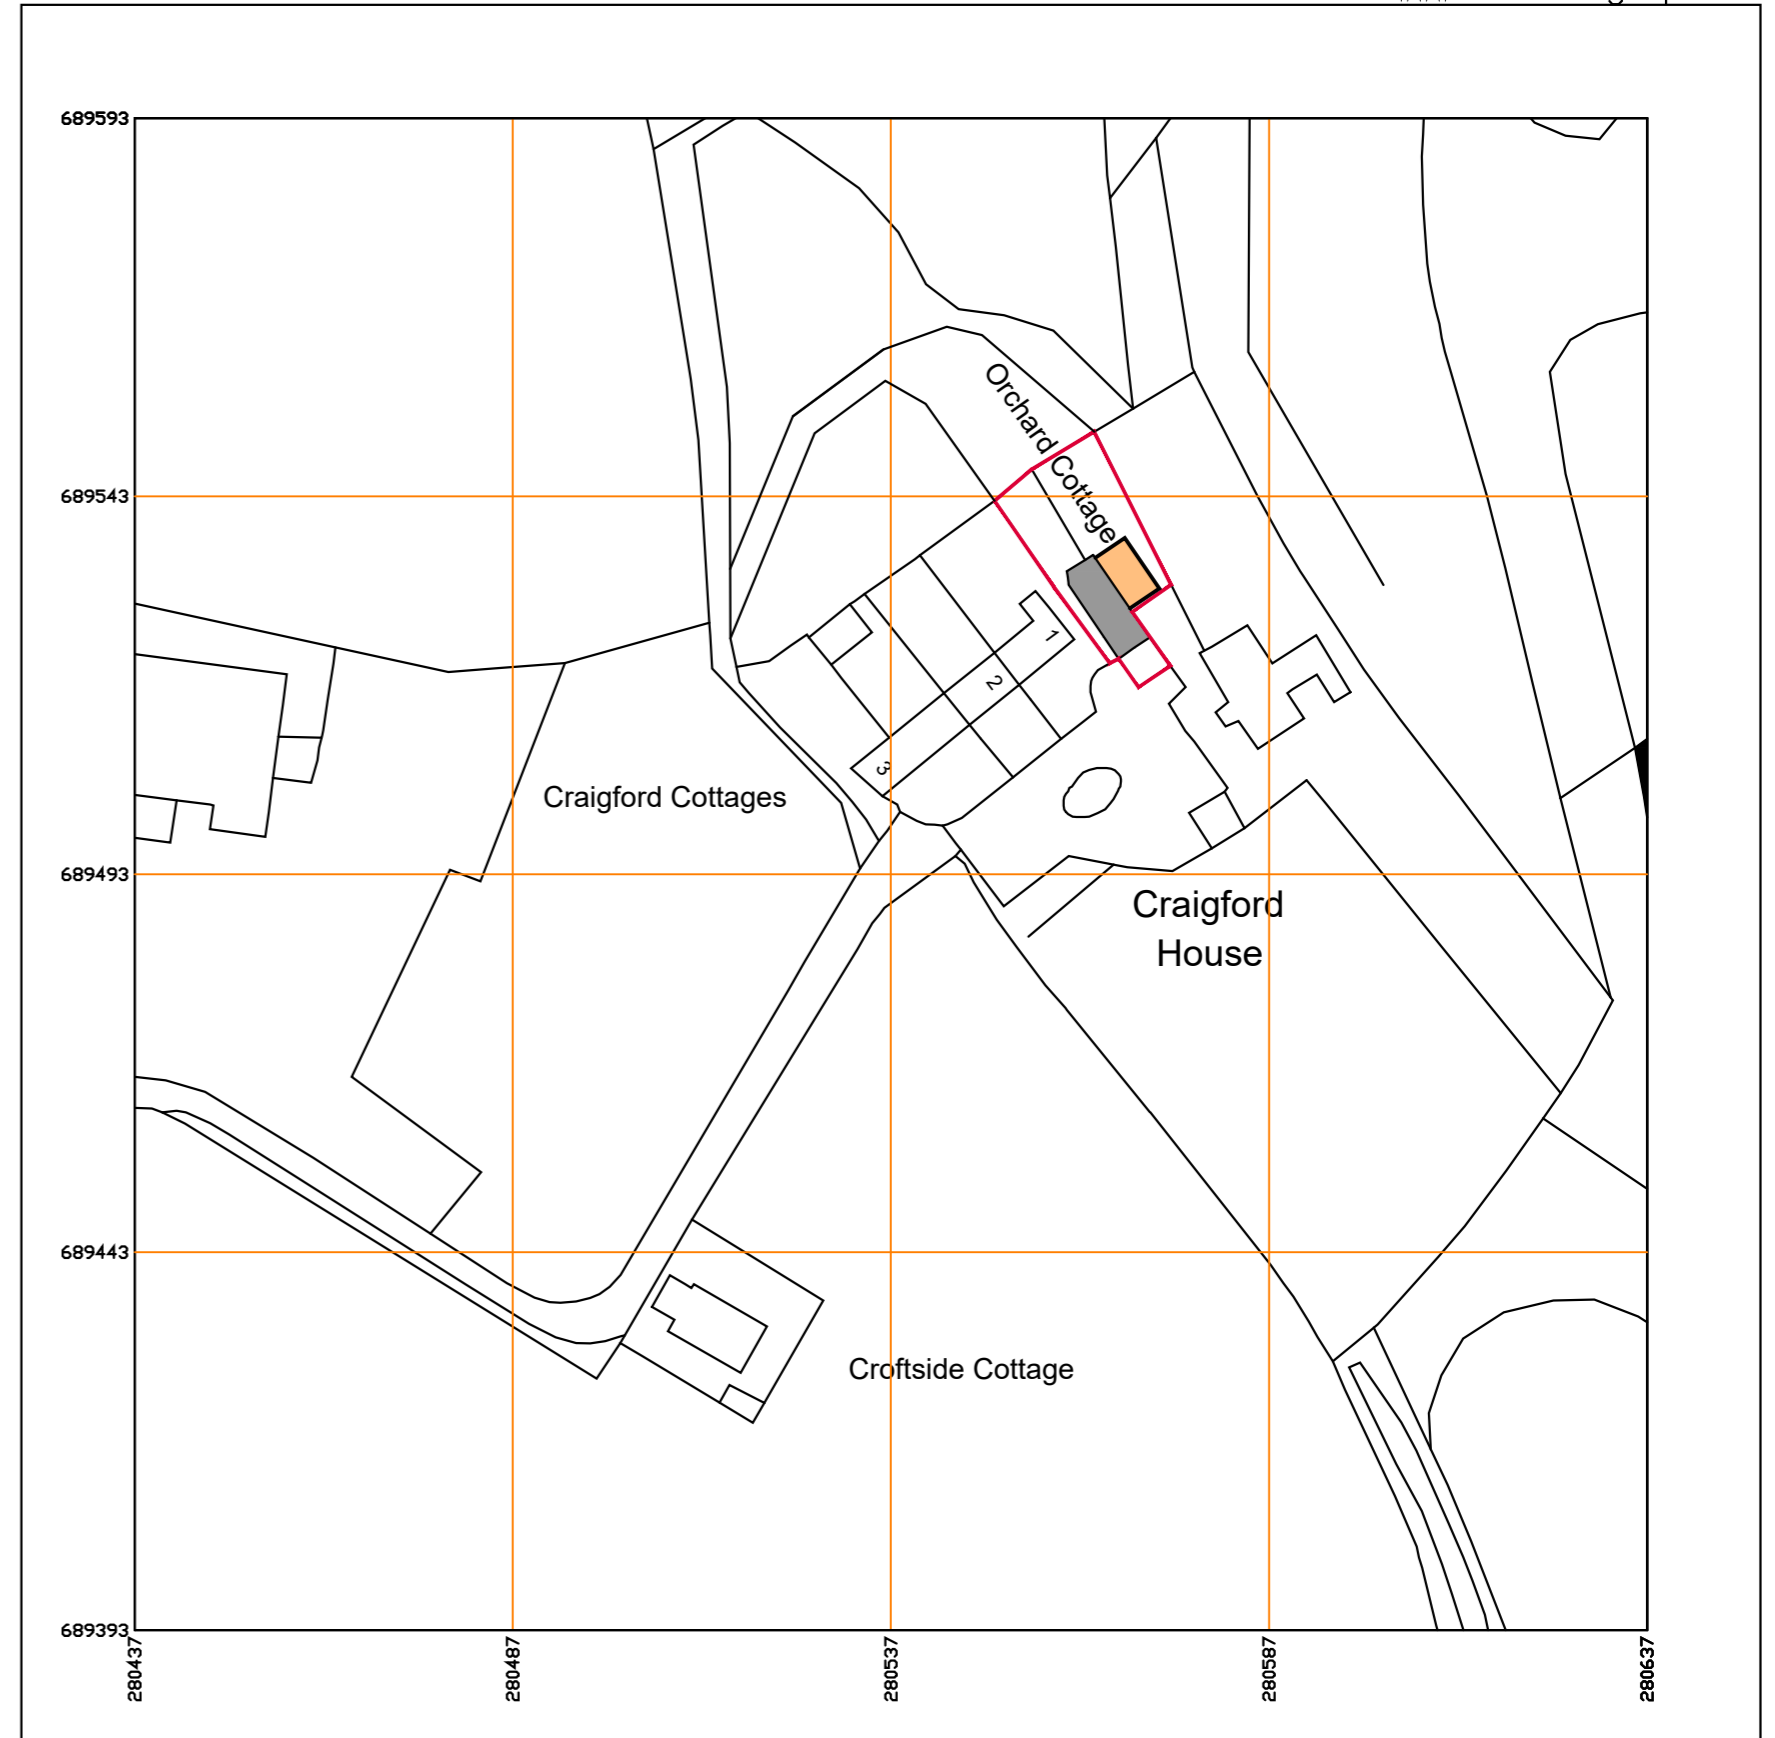 689593
Orchard Cottage
689543
1
2
3
Craigford Cottages
689493
Craigford
House
689443
Croftside Cottage
689393
280437
280487
280537
280587
280637